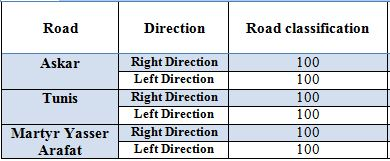 Road Direction Road classification
Askar Right Direction 100
Left Direction 100
Tunis Right Direction 100
Left Direction 100
Martyr Yasser Arafat Right Direction 100
Left Direction 100